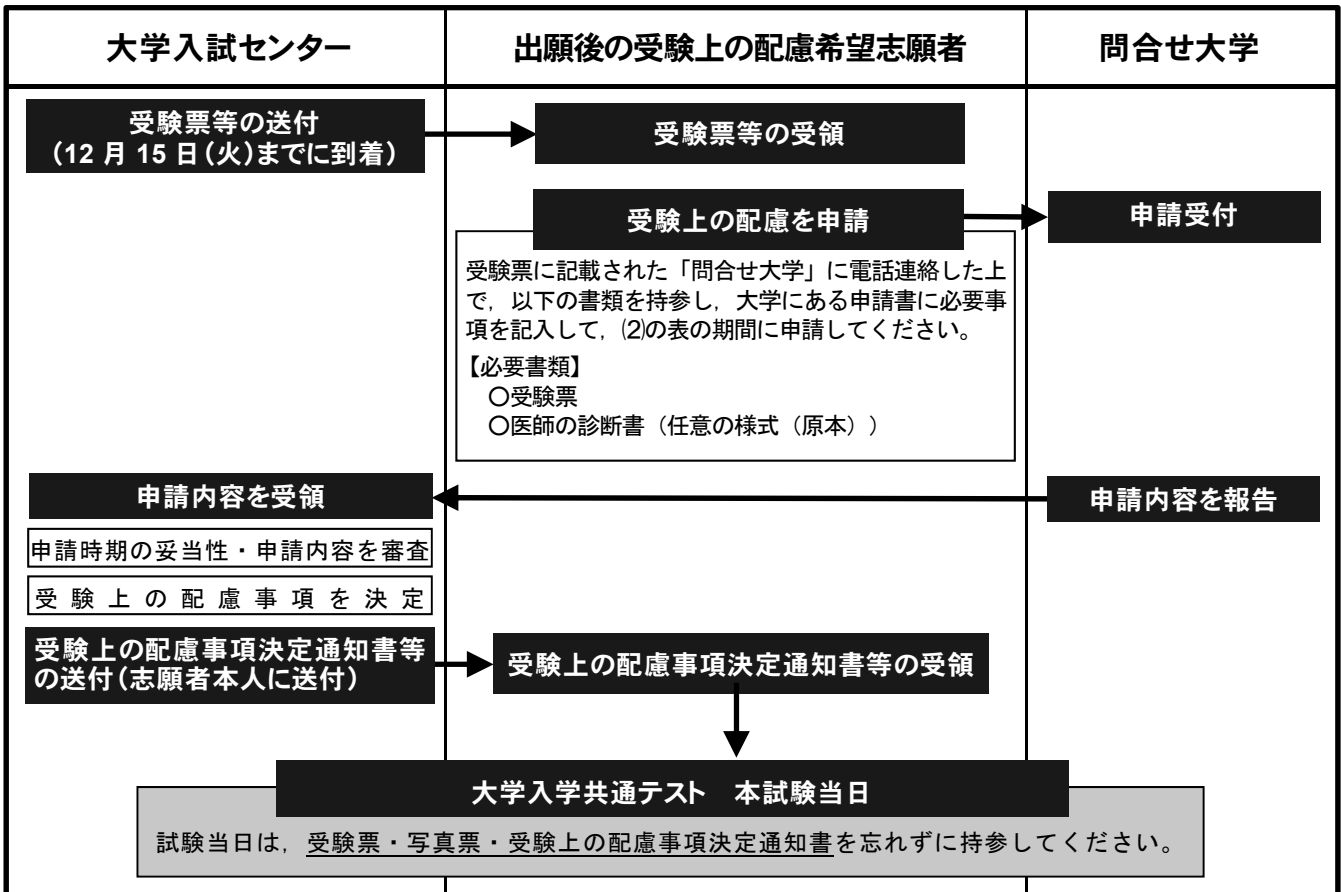 大学入試センター
出願後の受験上の配慮希望志願者
問合せ大学
受験票等の送付
(12月15日(火)までに到着)
受験票等の受領
受験上の配慮を申請
申請受付
受験票に記載された「問合せ大学」に電話連絡した上
で，以下の書類を持参し，大学にある申請書に必要事
項を記入して，⑵の表の期間に申請してください。
【必要書類】
○受験票
○医師の診断書（任意の様式（原本））
申請内容を受領
申請内容を報告
申請時期の妥当性・申請内容を審査
受験上の配慮事項を決定
受験上の配慮事項決定通知書等
の送付(志願者本人に送付)
受験上の配慮事項決定通知書等の受領
大学入学共通テスト　本試験当日
試験当日は，受験票・写真票・受験上の配慮事項決定通知書を忘れずに持参してください。